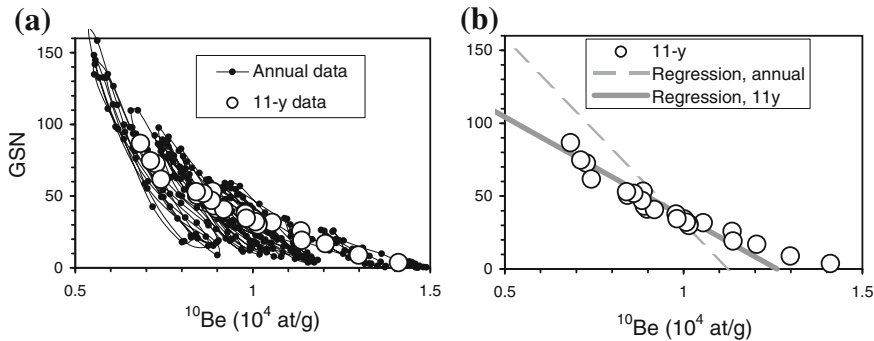 (a)
Annual data
11-y data
GSN
150
100
50
0
0.5
1
1.5
¹⁰Be (10⁴ at/g)
(b)
11-y
Regression, annual
Regression, 11y
150
100
50
0
0.5
1
1.5
¹⁰Be (10⁴ at/g)